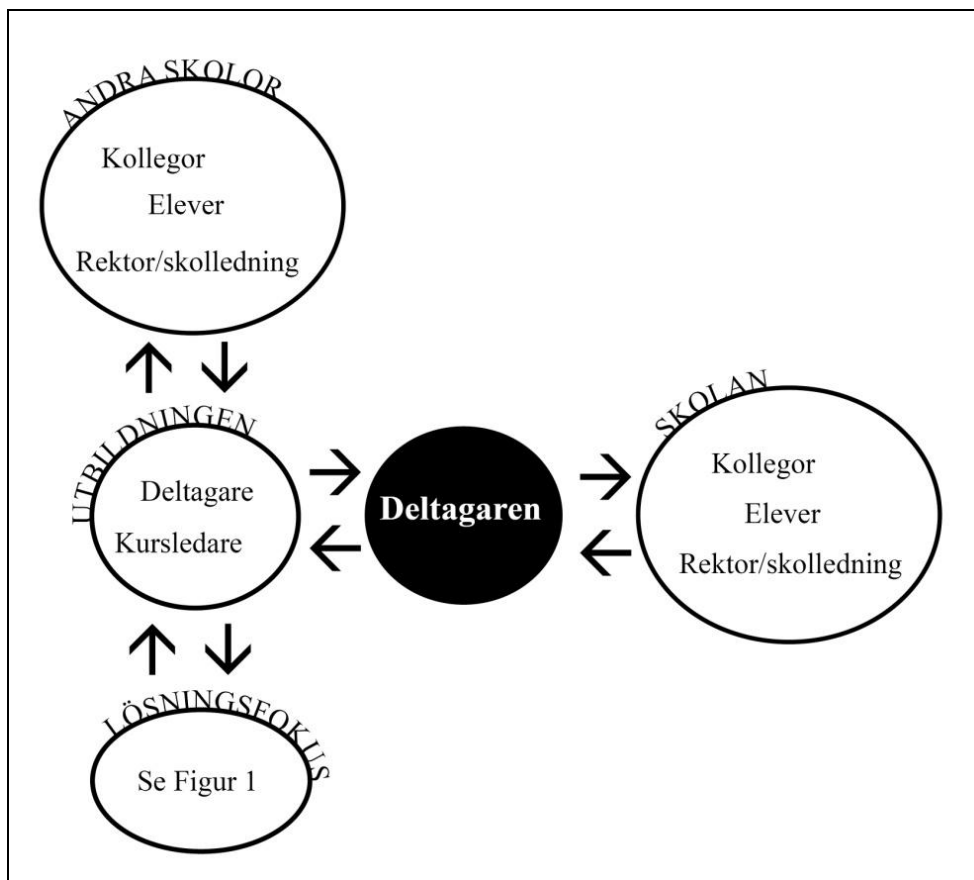 ANDRA SKOLOR
Kollegor
Elever
Rektor/skolledning
UTBILDNINGEN
Deltagare
Kursledare
Deltagaren
SKOLAN
Kollegor
Elever
Rektor/skolledning
LÖSNINGSFOKUS
Se Figur 1